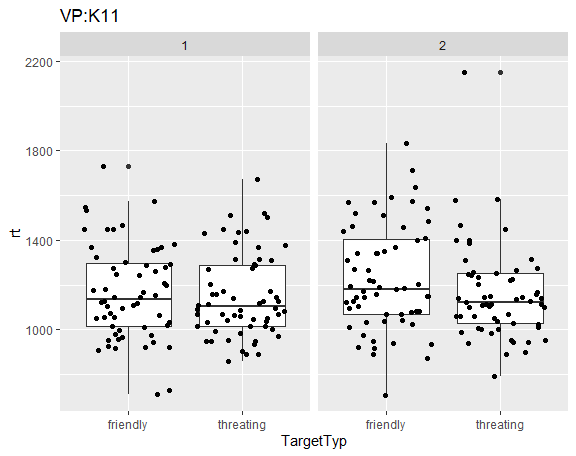 VP:K11
1 2
2200
1800
1400
1000
rt
friendly threating friendly threating
TargetTyp